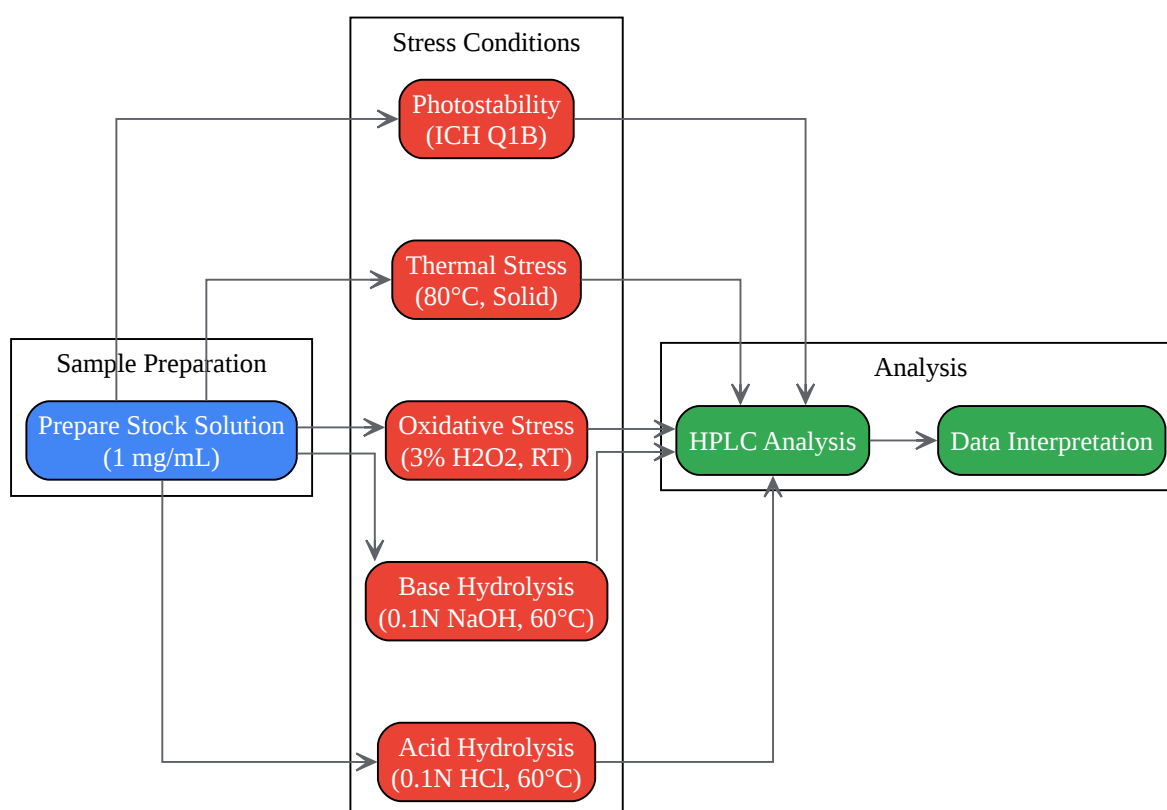 Stress Conditions
Photostability
(ICH Q1B)
Thermal Stress
(80°C, Solid)
Sample Preparation
Prepare Stock Solution
(1 mg/mL)
Oxidative Stress
(3% H2O2, RT)
Base Hydrolysis
(0.1N NaOH, 60°C)
Acid Hydrolysis
(0.1N HCl, 60°C)
Analysis
HPLC Analysis
Data Interpretation